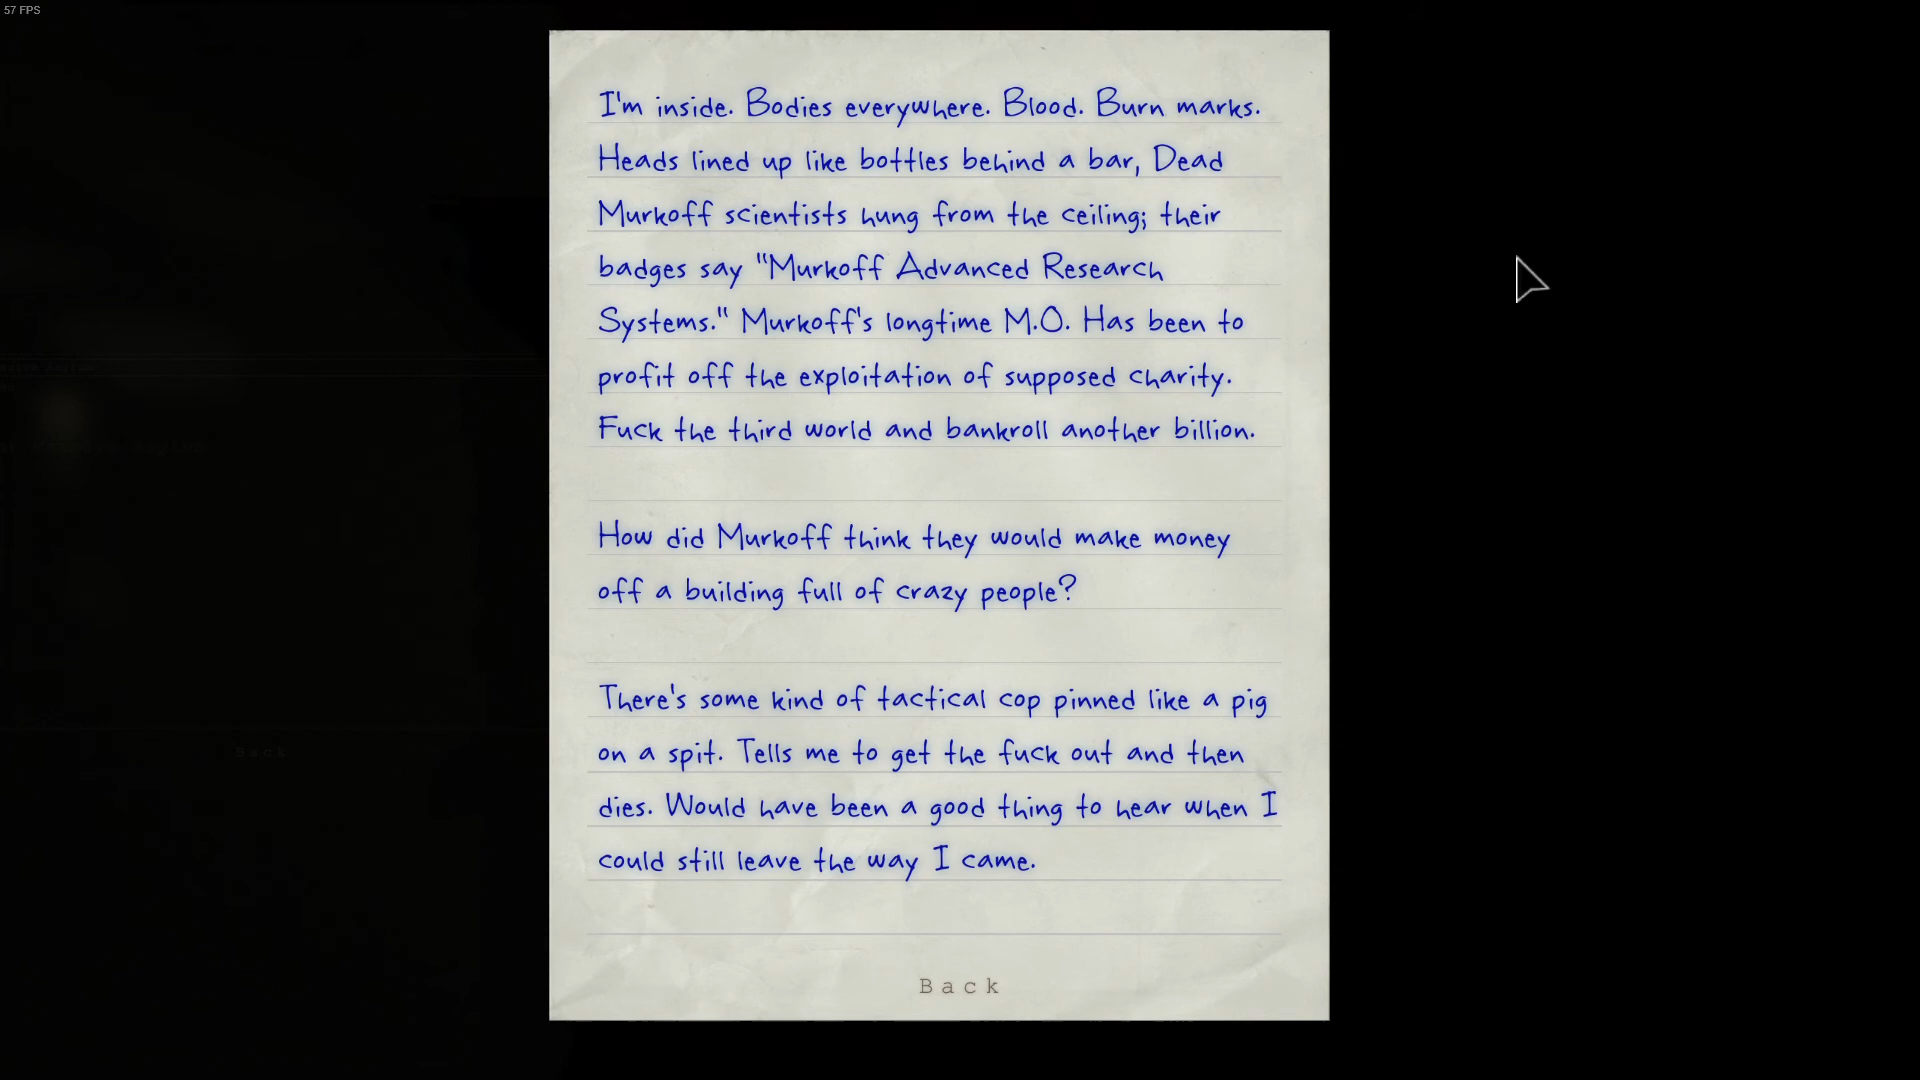 57 FPS
I'm inside. Bodies everywhere. Blood. Burn marks.
Heads lined up like bottles behind a bar, Dead
Murkoff scientists hung from the ceiling; their
badges say "Murkoff Advanced Research
Systems." Murkoff's longtime M.O. Has been to
profit off the exploitation of supposed charity.
Fuck the third world and bankroll another billion.
How did Murkoff think they would make money
off a building full of crazy people?
There's some kind of tactical cop pinned like a pig
on a spit. Tells me to get the fuck out and then
dies. Would have been a good thing to hear when I
could still leave the way I came.
Back
Back